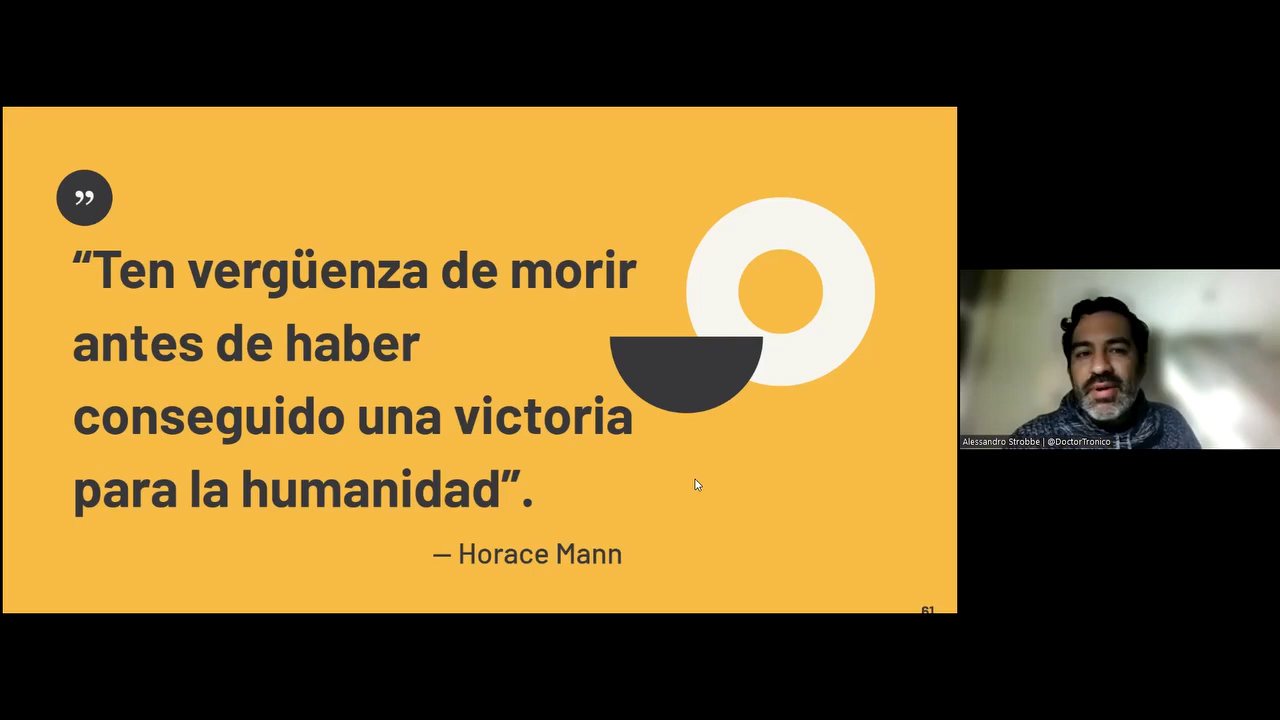 ”
“Ten vergüenza de morir
antes de haber
conseguido una victoria
para la humanidad”.
— Horace Mann
61
Alessandro Strobbe | @DoctorTronico